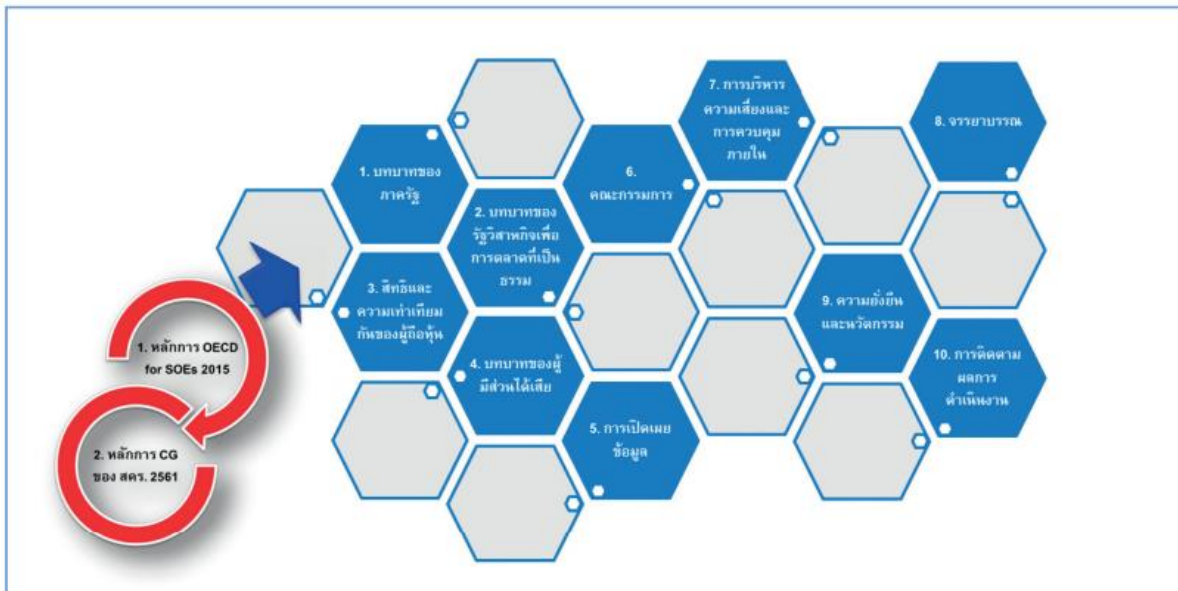 1. หลักการ OECD
for SOEs 2015
2. หลักการ CG
ของ สคร. 2561
1. บทบาทของ
ภาครัฐ
2. บทบาทของ
รัฐวิสาหกิจเพื่อ
การตลาดที่เป็น
ธรรม
3. สิทธิและ
ความเท่าเทียม
กันของผู้ถือหุ้น
4. บทบาทของผู้
มีส่วนได้เสีย
5. การเปิดเผย
ข้อมูล
6.
คณะกรรมการ
7. การบริหาร
ความเสี่ยงและ
การควบคุม
ภายใน
8. จรรยาบรรณ
9. ความยั่งยืน
และนวัตกรรม
10. การติดตาม
ผลการ
ดำเนินงาน